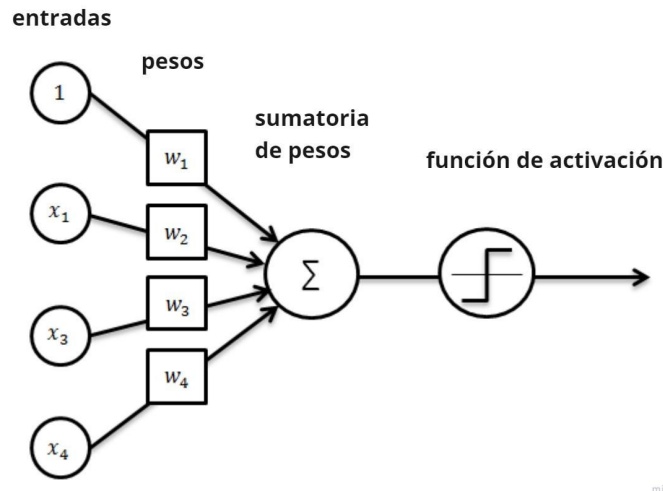 entradas
pesos
sumatoria
de pesos
función de activación
1
w₁
x₁
w₂
∑
x₃
w₃
w₄
x₄